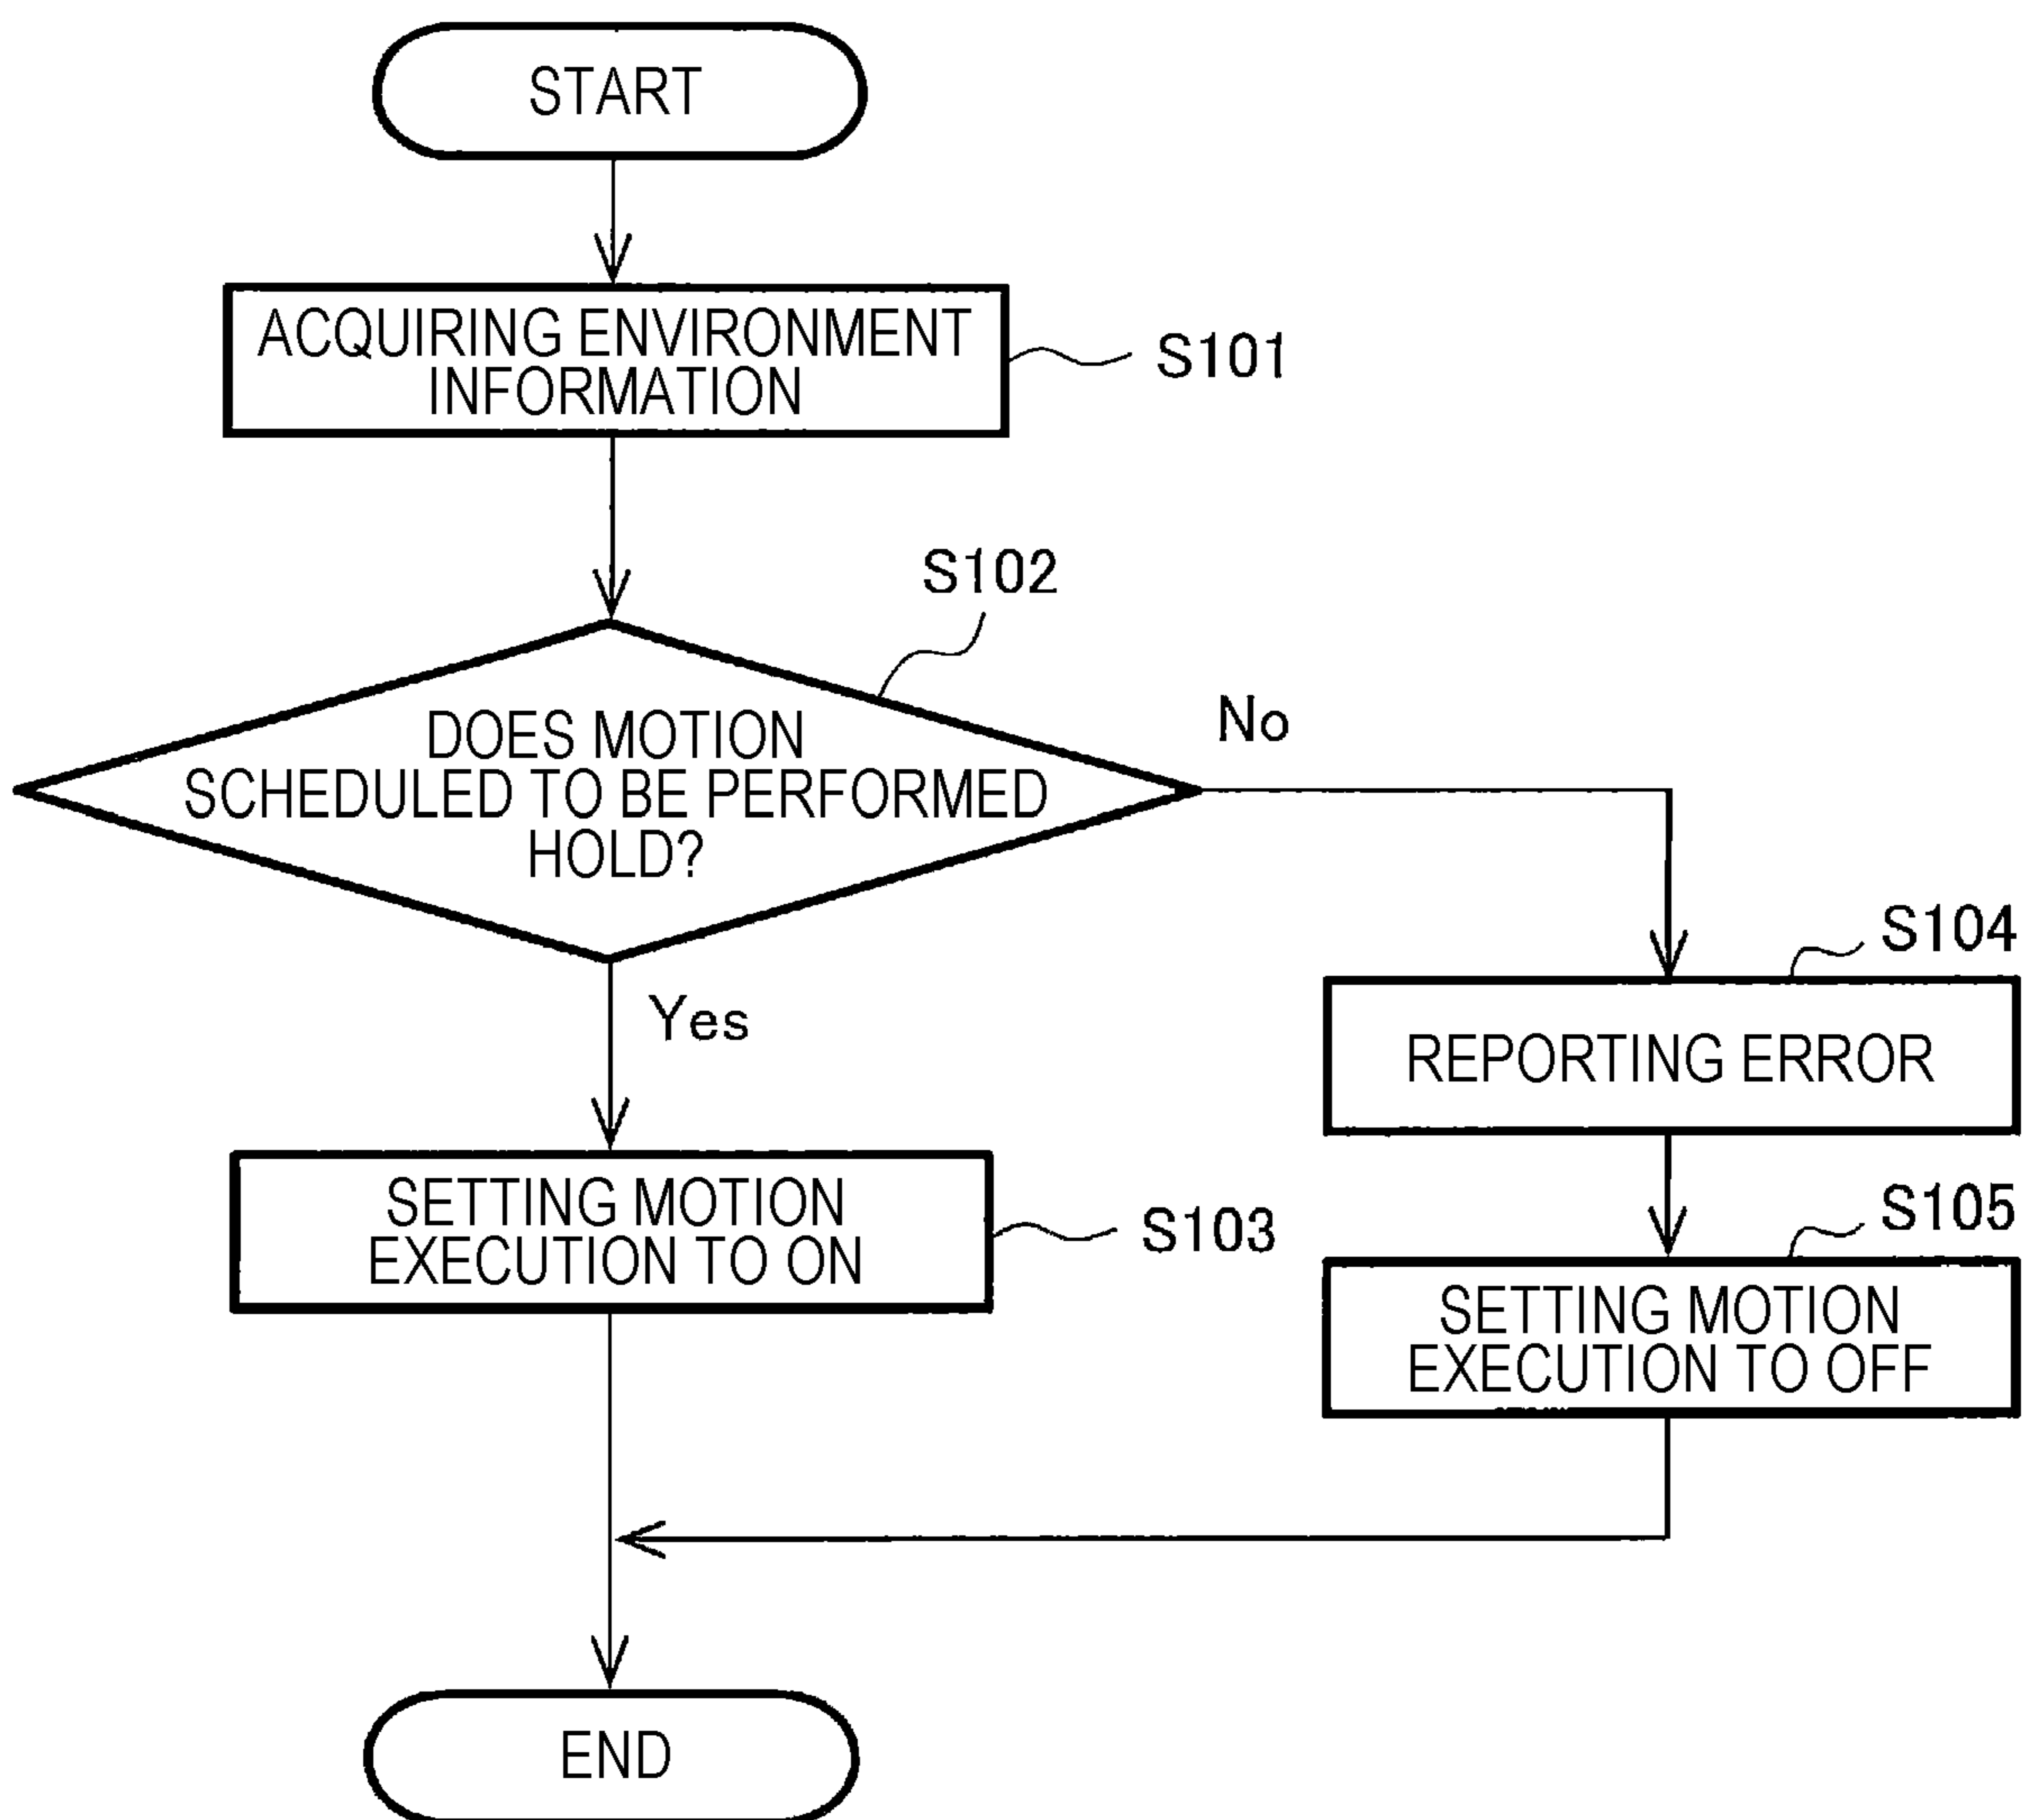 START
ACQUIRING ENVIRONMENT
INFORMATION
S101
S102
DOES MOTION
SCHEDULED TO BE PERFORMED
HOLD?
No
Yes
SETTING MOTION
EXECUTION TO ON
S103
S104
REPORTING ERROR
S105
SETTING MOTION
EXECUTION TO OFF
END